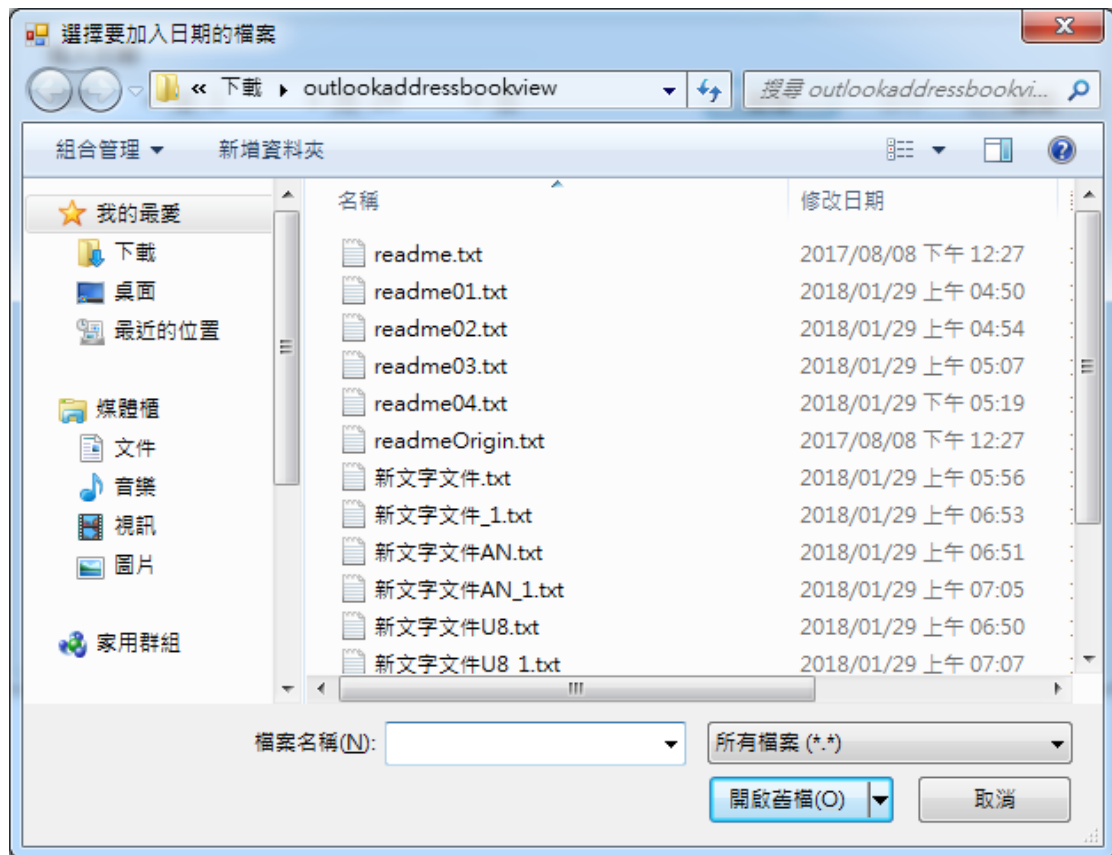 選擇要加入日期的檔案
« 下載 ▸ outlookaddressbookview
搜尋 outlookaddressbookvi...
組合管理 ▼ 新增資料夾
我的最愛
下載
桌面
最近的位置
媒體櫃
文件
音樂
視訊
圖片
家用群組
名稱 修改日期
readme.txt 2017/08/08 下午 12:27
readme01.txt 2018/01/29 上午 04:50
readme02.txt 2018/01/29 上午 04:54
readme03.txt 2018/01/29 上午 05:07
readme04.txt 2018/01/29 下午 05:19
readmeOrigin.txt 2017/08/08 下午 12:27
新文字文件.txt 2018/01/29 上午 05:56
新文字文件_1.txt 2018/01/29 上午 06:53
新文字文件AN.txt 2018/01/29 上午 06:51
新文字文件AN_1.txt 2018/01/29 上午 07:05
新文字文件U8.txt 2018/01/29 上午 06:50
新文字文件U8_1.txt 2018/01/29 上午 07:07
檔案名稱(N): 所有檔案 (*.*)
開啟舊檔(O) 取消